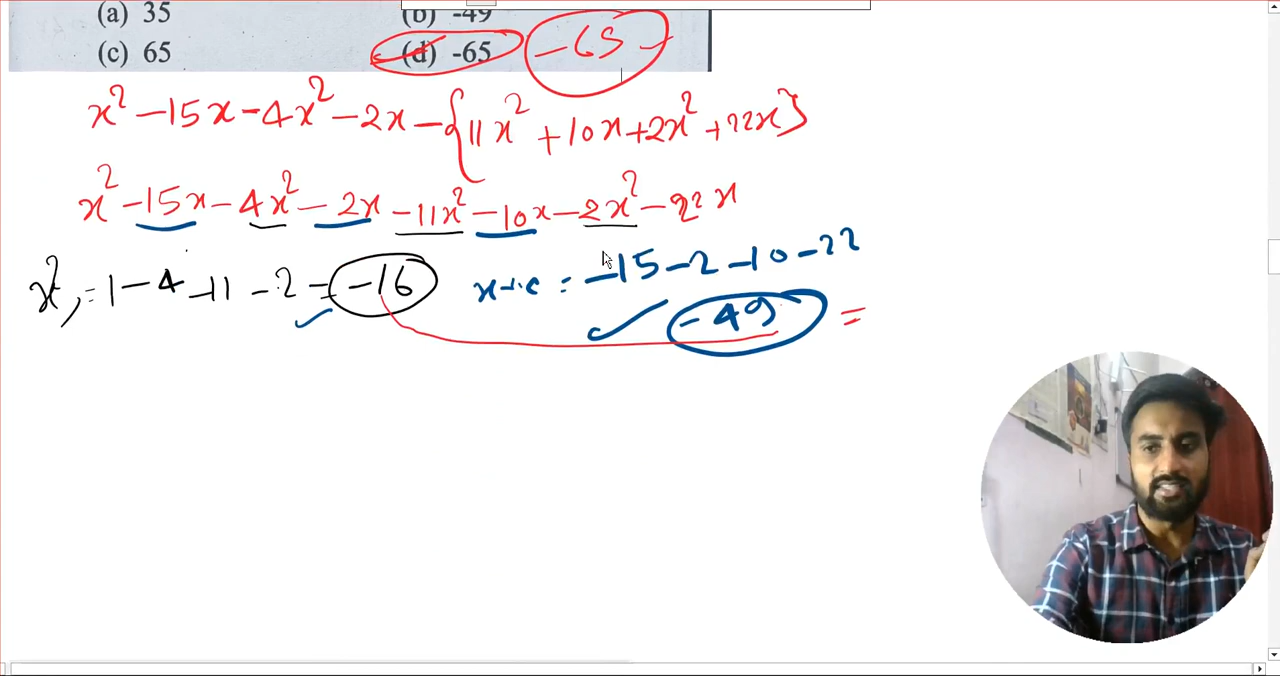 (a) 35 (b) -49
(c) 65 (d) -65 -65
x² -15x -4x² -2x -{11x² +10x +2x² +22x}
x² -15x -4x² -2x -11x² -10x -2x² -22x
x² = 1 -4 -11 -2 = -16
= -15 -2 -10 -22
-49 =